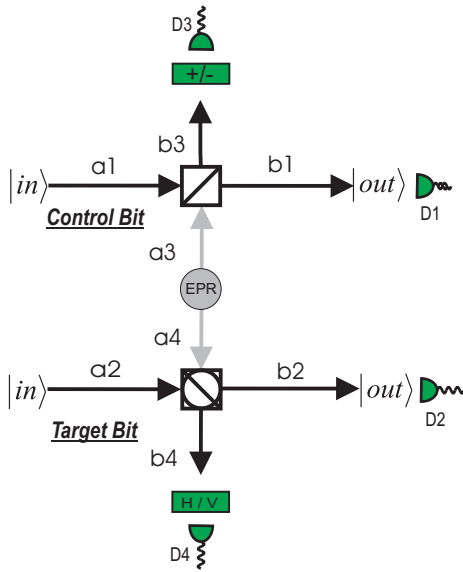 D3
+/-
b3
a1
b1
|in⟩
|out⟩
Control Bit
D1
a3
EPR
a4
a2
b2
|in⟩
|out⟩
Target Bit
D2
b4
H / V
D4